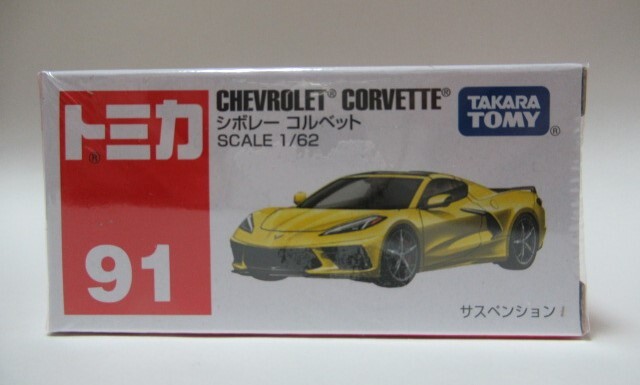 トミカ®
91
CHEVROLET® CORVETTE®
シボレー コルベット
SCALE 1/62
TAKARA
TOMY®
サスペンション